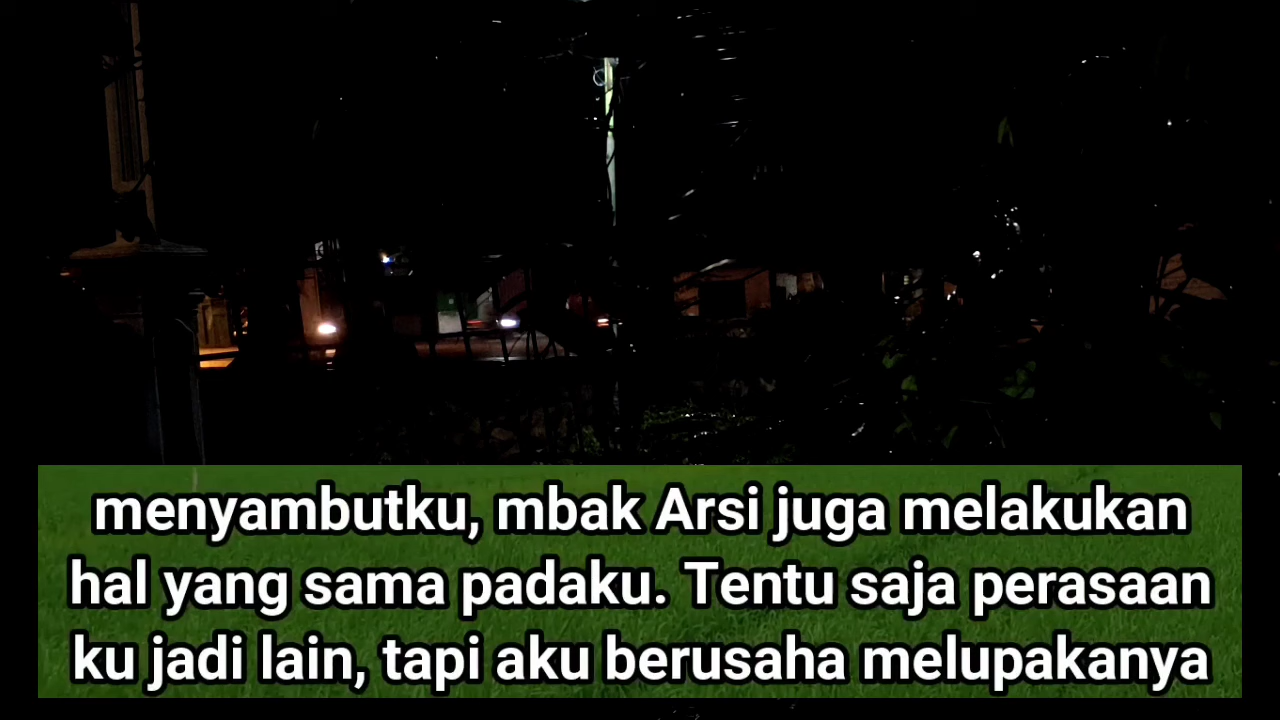 menyambutku, mbak Arsi juga melakukan
hal yang sama padaku. Tentu saja perasaan
ku jadi lain, tapi aku berusaha melupakanya